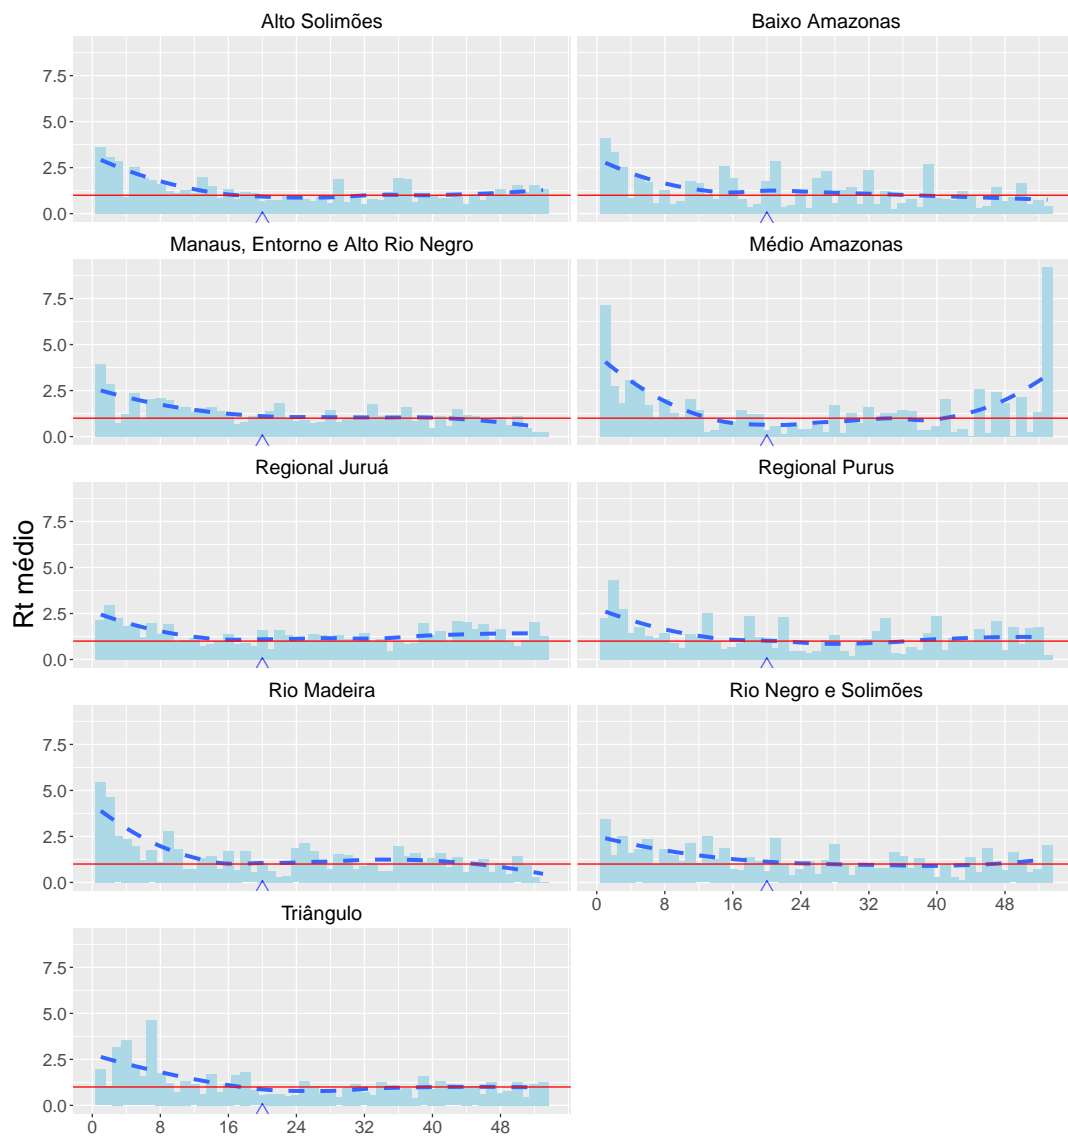 Alto Solimões
Baixo Amazonas
7.5
5.0
2.5
0.0
Manaus, Entorno e Alto Rio Negro
Médio Amazonas
7.5
5.0
2.5
0.0
Regional Juruá
Regional Purus
7.5
5.0
2.5
0.0
Rt médio
Rio Madeira
Rio Negro e Solimões
7.5
5.0
2.5
0.0
0 8 16 24 32 40 48
Triângulo
7.5
5.0
2.5
0.0
0 8 16 24 32 40 48